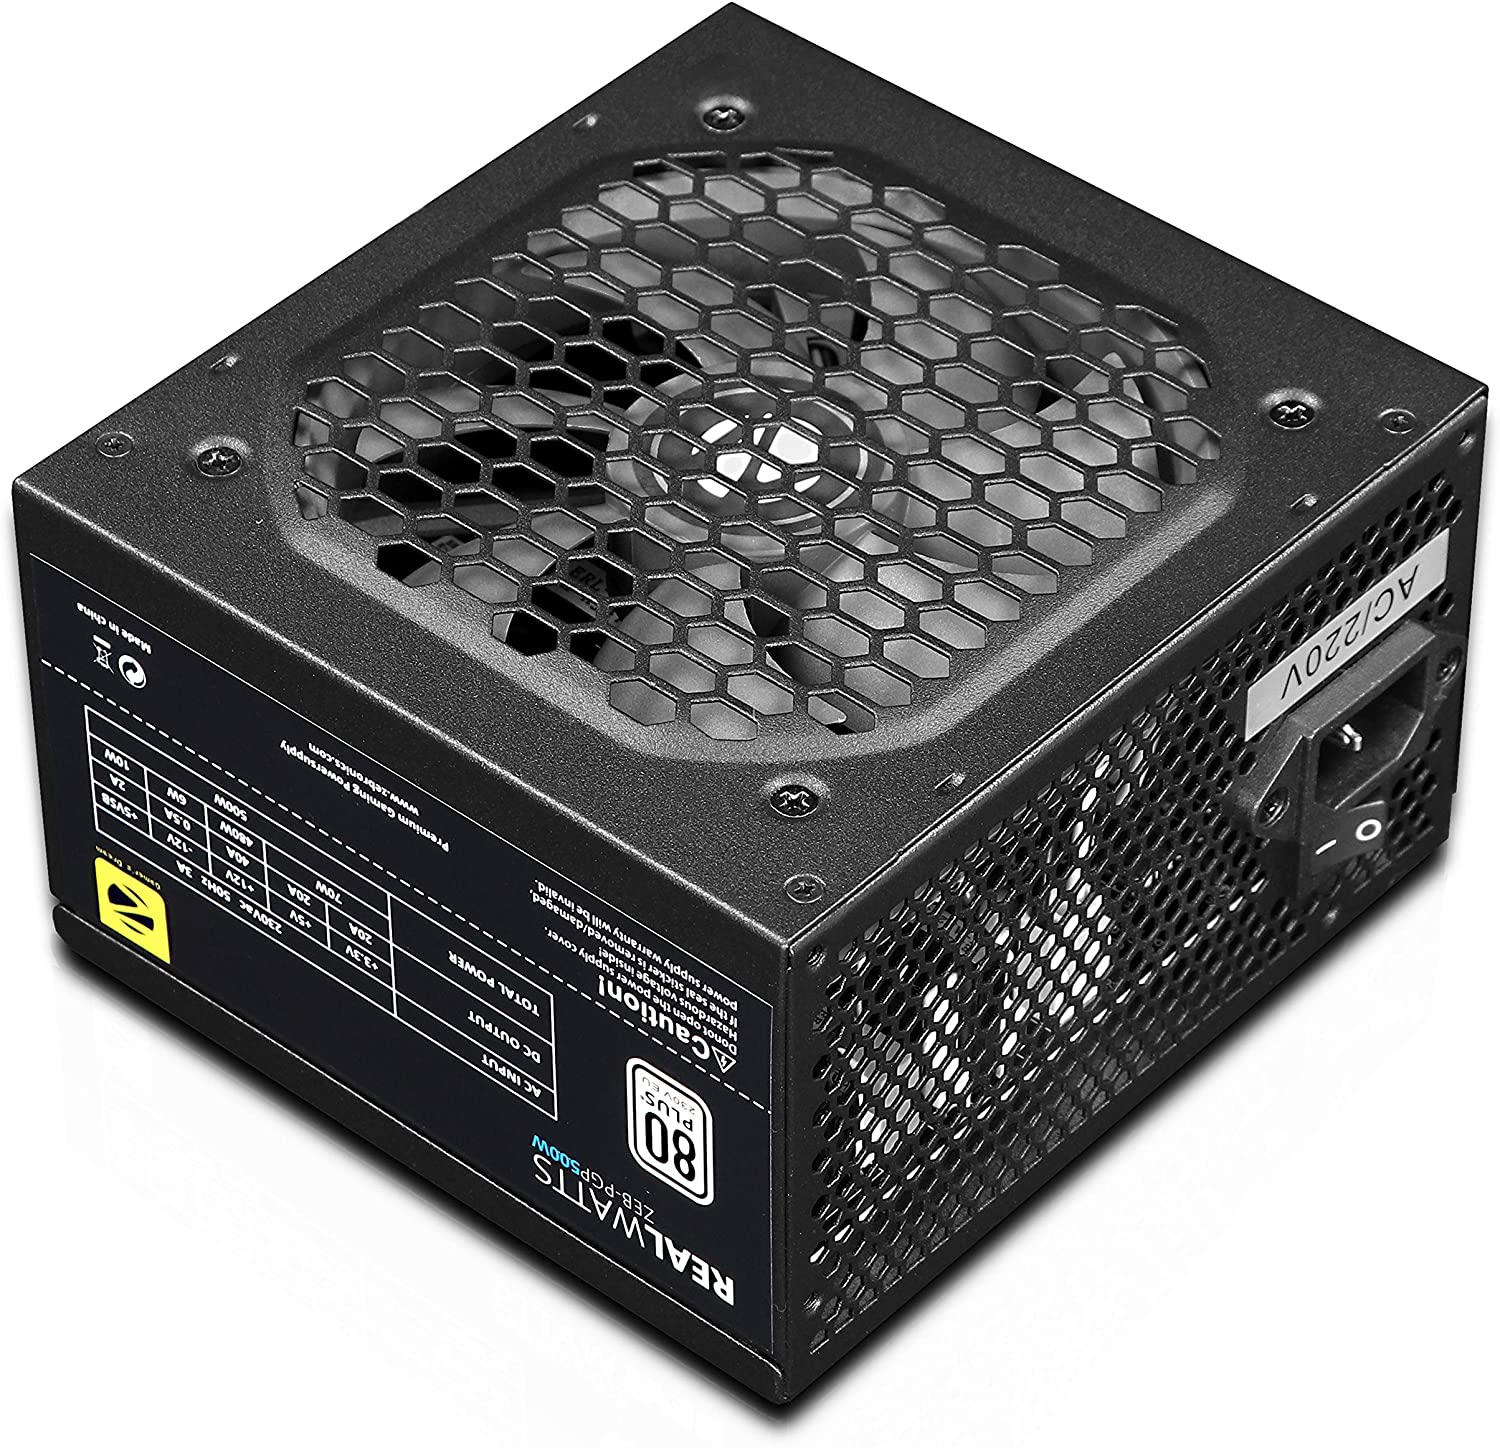 REALWATTS
ZEB-PGP500W
80
PLUS
230V EU
Caution!
Donot open the power supply cover.
Hazardous voltage inside!
If the seal sticker is removed/damaged,
power supply warranty will be invalid.
AC INPUT 230Vac 50Hz 3A
DC OUTPUT +3.3V +5V +12V -12V +5VSB
20A 20A 40A 0.5A 2A
TOTAL POWER 70W 480W 6W 10W
500W
Premium Gaming Powersupply
www.zebronics.com
Gamer's Dream
Made in china
AC/220V
I O